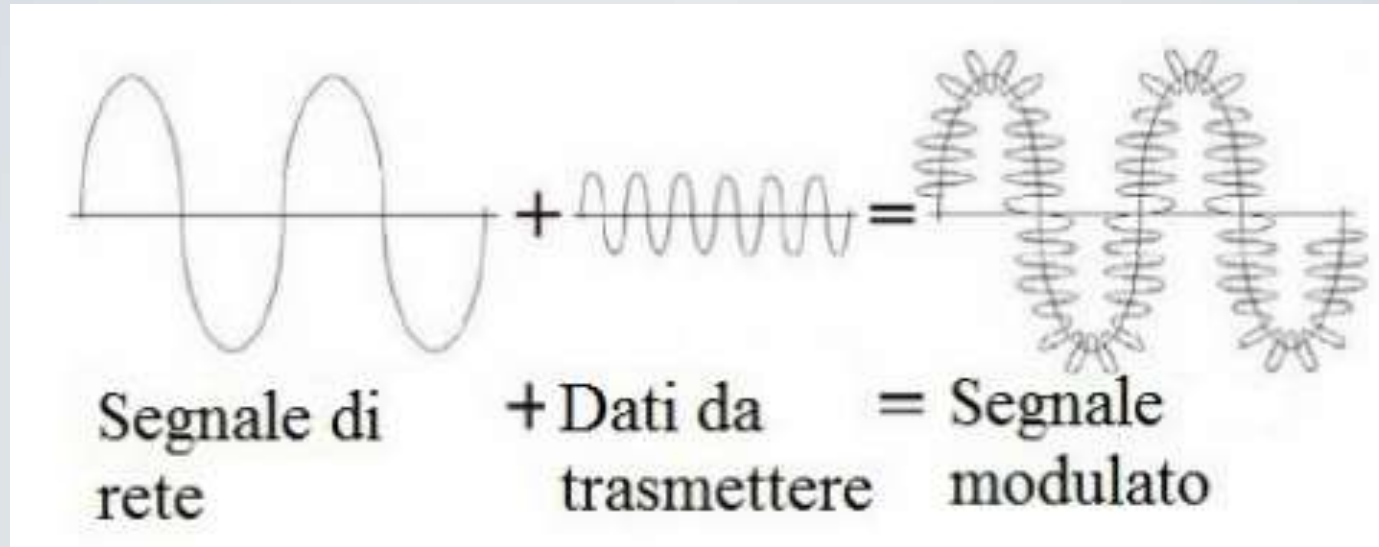 + =
Segnale di + Dati da = Segnale
rete trasmettere modulato